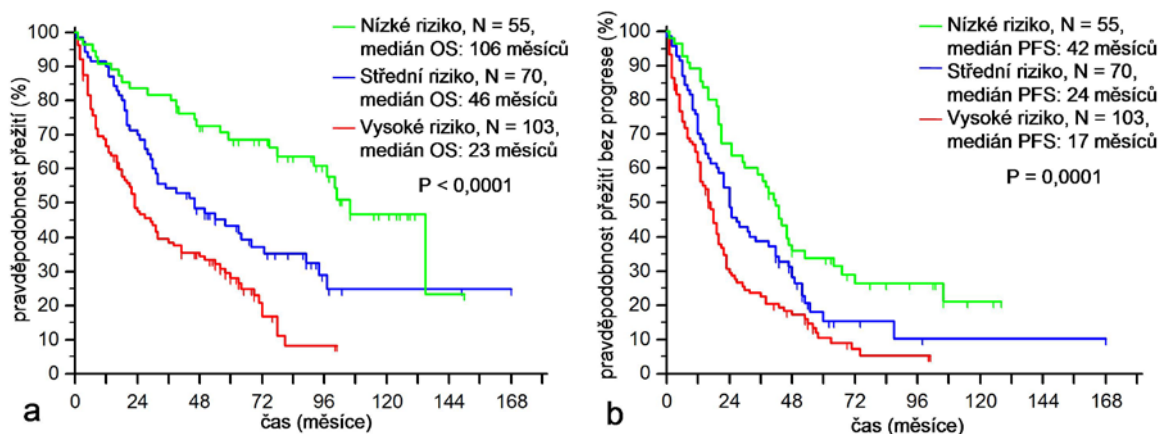 pravděpodobnost přežití (%)
100
90
80
70
60
50
40
30
20
10
0
Nízké riziko, N = 55,
medián OS: 106 měsíců
Střední riziko, N = 70,
medián OS: 46 měsíců
Vysoké riziko, N = 103,
medián OS: 23 měsíců
P < 0,0001
0 24 48 72 96 120 144 168
čas (měsíce)
a
pravděpodobnost přežití bez progrese (%)
100
90
80
70
60
50
40
30
20
10
0
Nízké riziko, N = 55,
medián PFS: 42 měsíců
Střední riziko, N = 70,
medián PFS: 24 měsíců
Vysoké riziko, N = 103,
medián PFS: 17 měsíců
P = 0,0001
0 24 48 72 96 120 144 168
čas (měsíce)
b